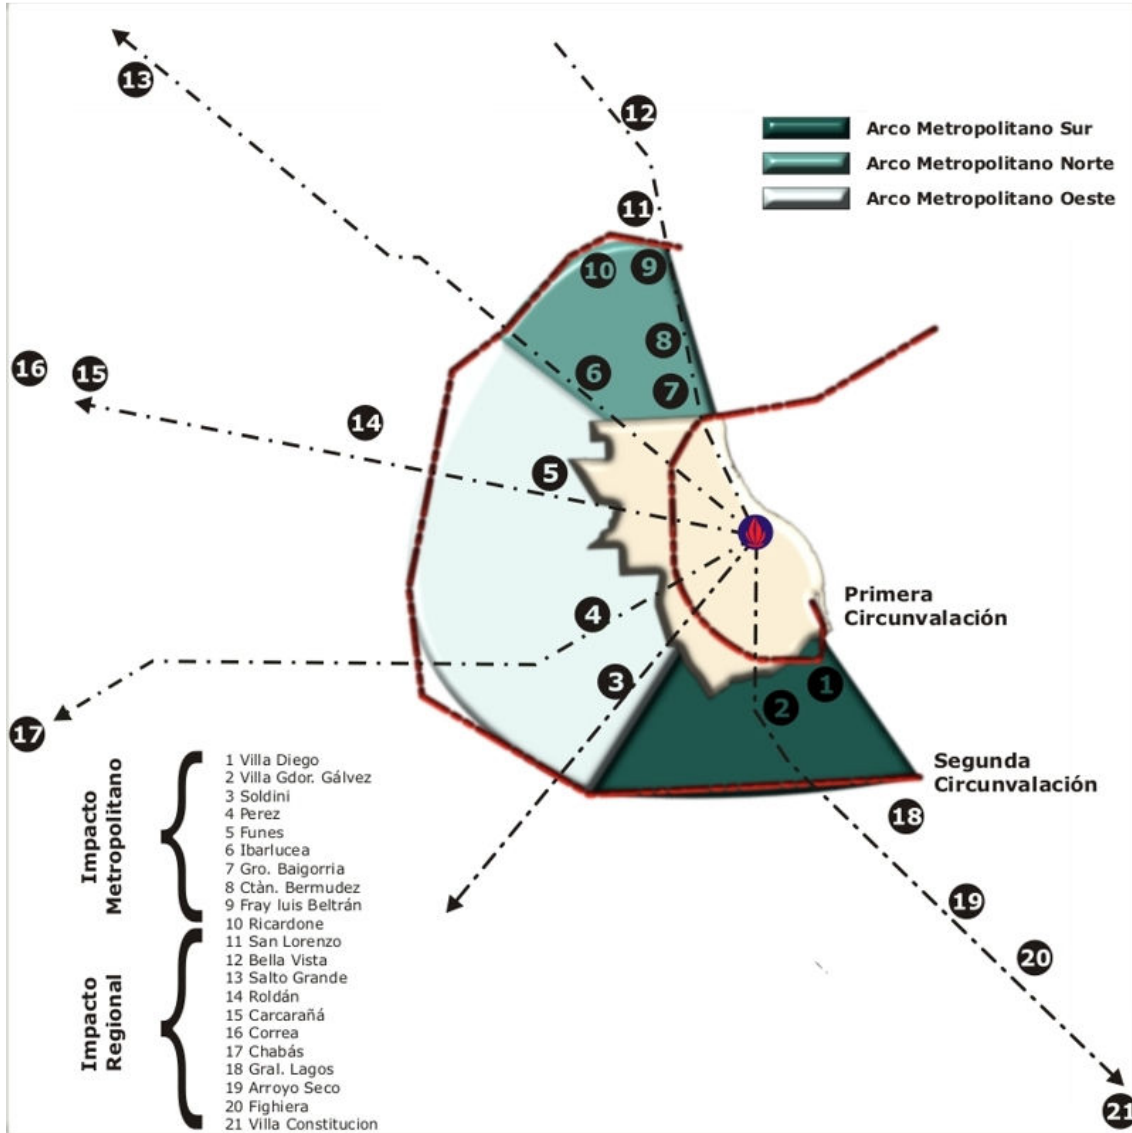 13
12
Arco Metropolitano Sur
Arco Metropolitano Norte
Arco Metropolitano Oeste
11
10
9
8
16
15
6
7
14
5
Primera
Circunvalación
4
3
1
2
17
Segunda
Circunvalación
18
19
20
21
Impacto
Metropolitano
1 Villa Diego
2 Villa Gdor. Gálvez
3 Soldini
4 Perez
5 Funes
6 Ibarlucea
7 Gro. Baigorria
8 Ctàn. Bermudez
9 Fray luis Beltrán
10 Ricardone
Impacto
Regional
11 San Lorenzo
12 Bella Vista
13 Salto Grande
14 Roldán
15 Carcarañá
16 Correa
17 Chabás
18 Gral. Lagos
19 Arroyo Seco
20 Fighiera
21 Villa Constitucion